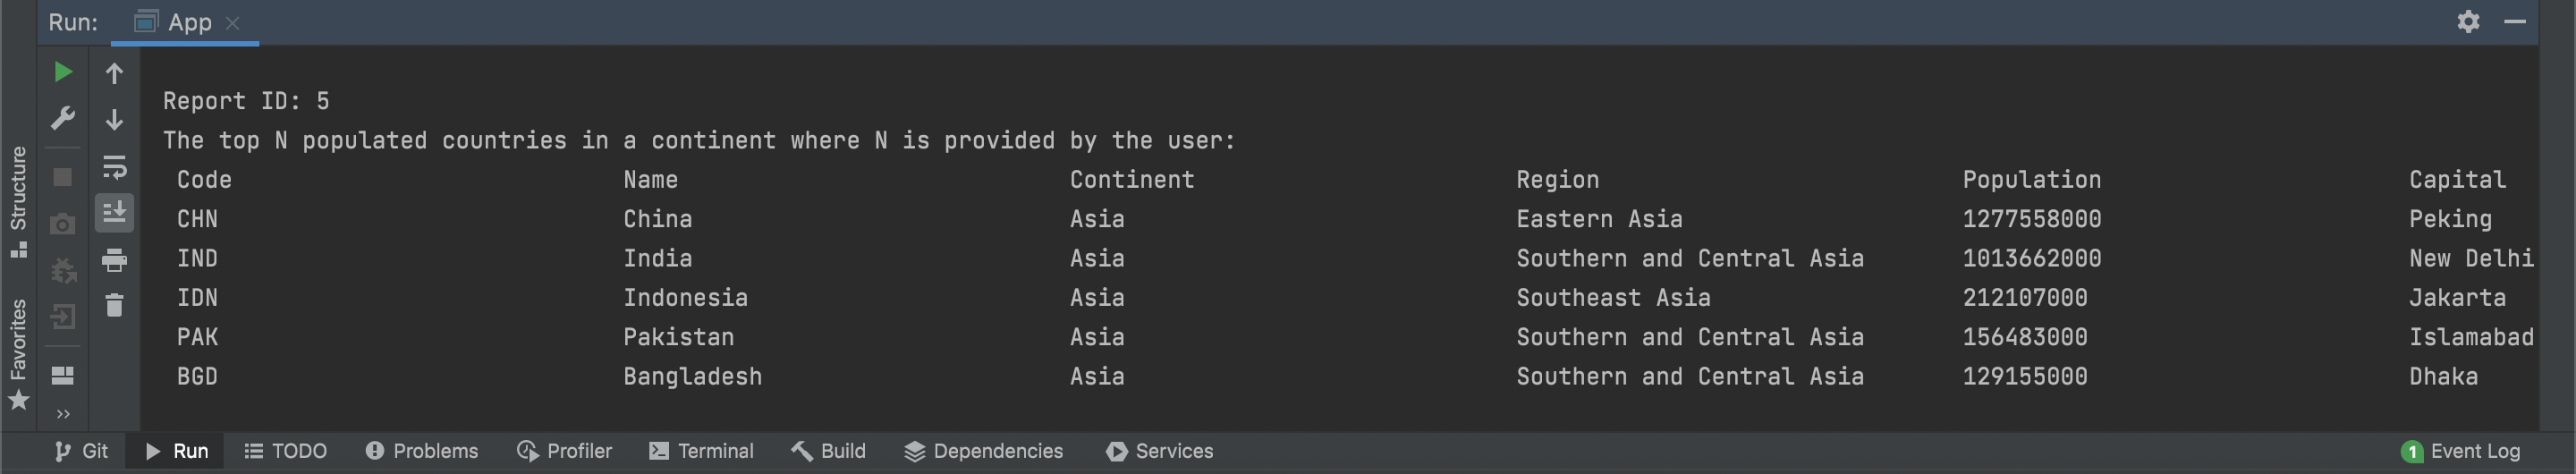 Run: App
Report ID: 5
The top N populated countries in a continent where N is provided by the user:
Code Name Continent Region Population Capital
CHN China Asia Eastern Asia 1277558000 Peking
IND India Asia Southern and Central Asia 1013662000 New Delhi
IDN Indonesia Asia Southeast Asia 212107000 Jakarta
PAK Pakistan Asia Southern and Central Asia 156483000 Islamabad
BGD Bangladesh Asia Southern and Central Asia 129155000 Dhaka
Structure
Favorites
Git Run TODO Problems Profiler Terminal Build Dependencies Services 1 Event Log